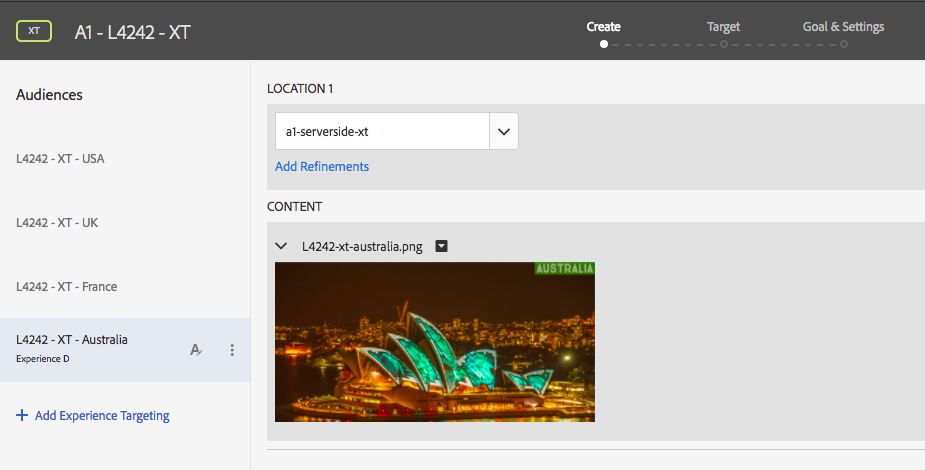 XT
A1 - L4242 - XT
Create
Target
Goal & Settings
Audiences
L4242 - XT - USA
L4242 - XT - UK
L4242 - XT - France
L4242 - XT - Australia
Experience D
+ Add Experience Targeting
LOCATION 1
a1-serverside-xt
Add Refinements
CONTENT
L4242-xt-australia.png
AUSTRALIA